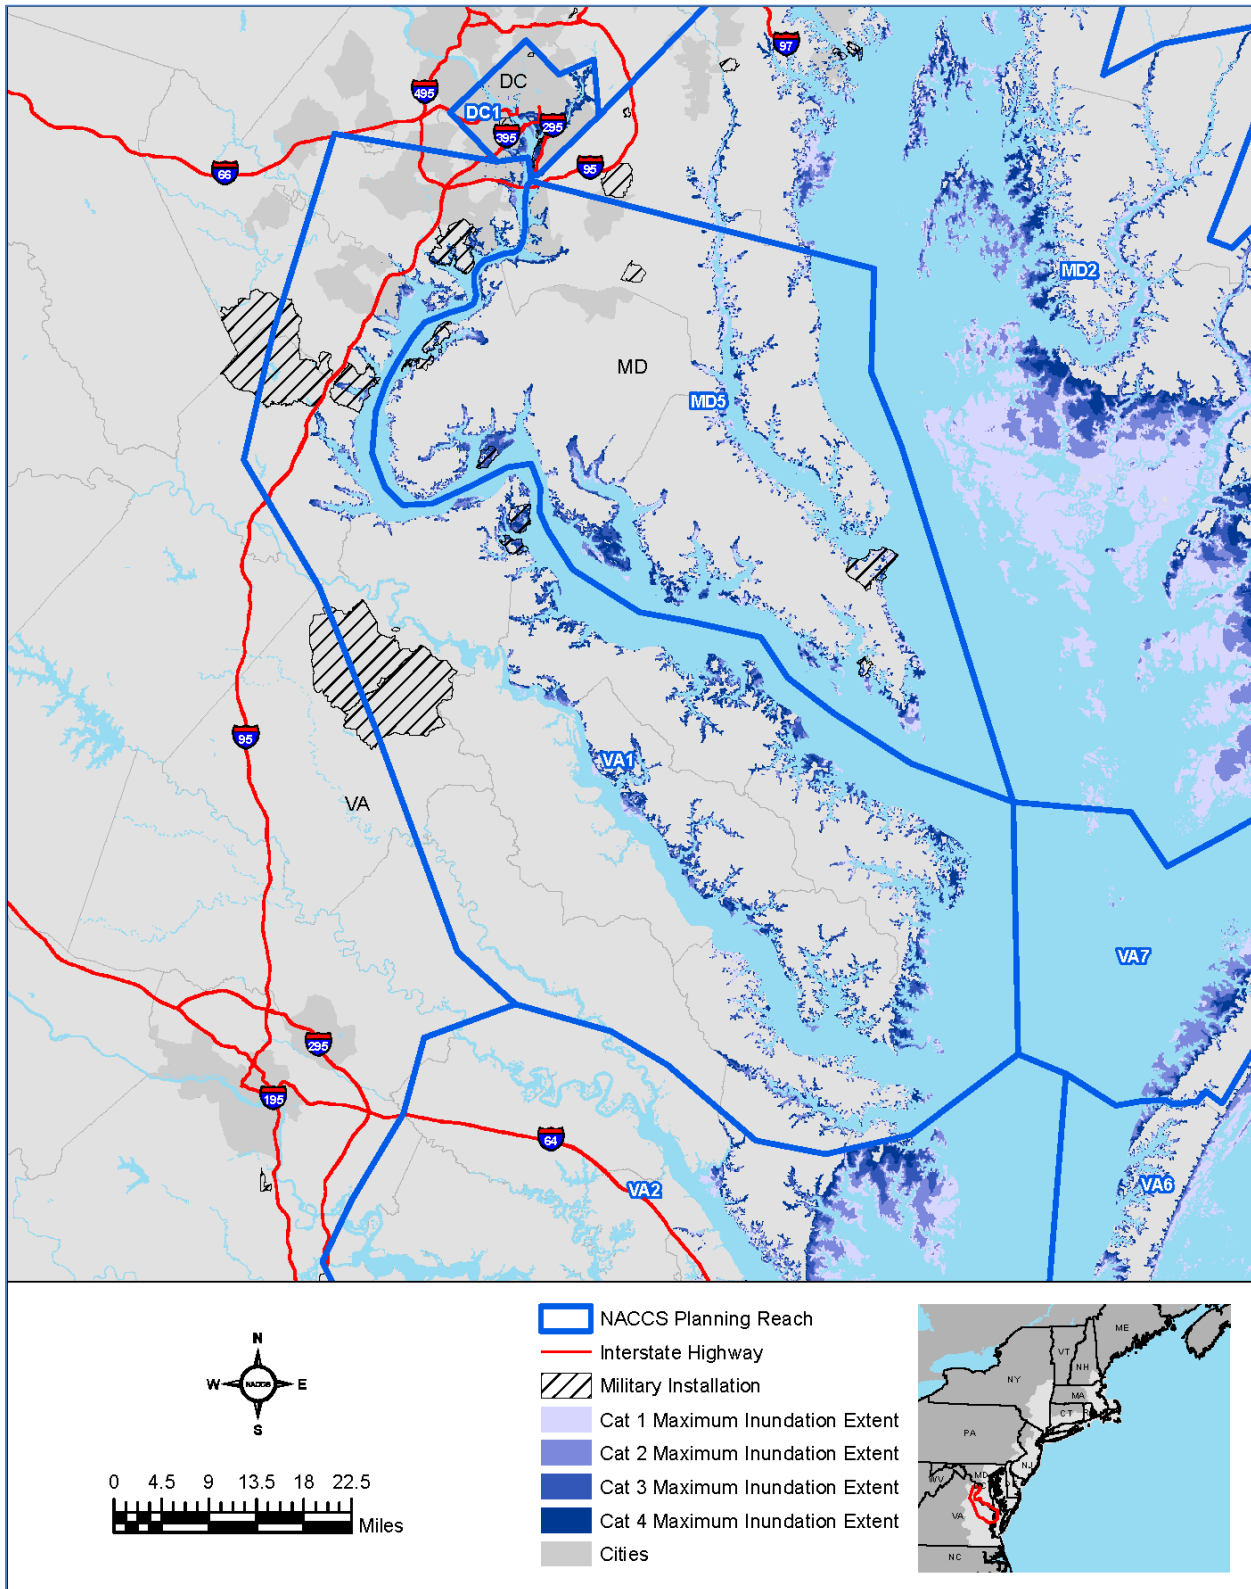 97
DC
495
DC1
295
395
95
66
MD2
MD
MD5
95
VA1
VA
VA7
295
195
64
VA2
VA6
N
W NACCS E
S
0 4.5 9 13.5 18 22.5
Miles
NACCS Planning Reach
Interstate Highway
Military Installation
Cat 1 Maximum Inundation Extent
Cat 2 Maximum Inundation Extent
Cat 3 Maximum Inundation Extent
Cat 4 Maximum Inundation Extent
Cities
ME
VT
NH
NY
MA
CT
PA
NJ
WV
MD
VA
NC